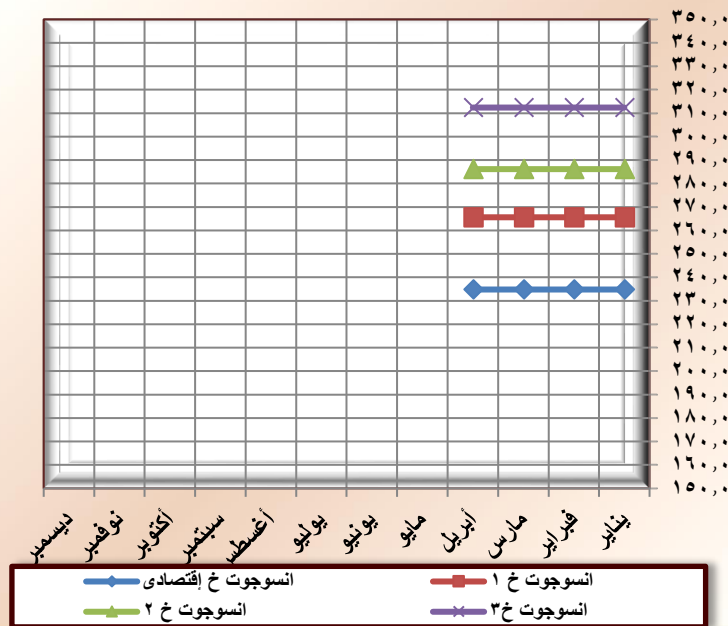 ٣٥٠,٠
٣٤٠,٠
٣٣٠,٠
٣٢٠,٠
٣١٠,٠
٣٠٠,٠
٢٩٠,٠
٢٨٠,٠
٢٧٠,٠
٢٦٠,٠
٢٥٠,٠
٢٤٠,٠
٢٣٠,٠
٢٢٠,٠
٢١٠,٠
٢٠٠,٠
١٩٠,٠
١٨٠,٠
١٧٠,٠
١٦٠,٠
١٥٠,٠
يناير
فبراير
مارس
أبريل
مايو
يونيو
يوليو
أغسطس
سبتمبر
أكتوبر
نوفمبر
ديسمبر
انسوجوت خ ١
انسوجوت خ إقتصادى
انسوجوت خ٣
انسوجوت خ ٢